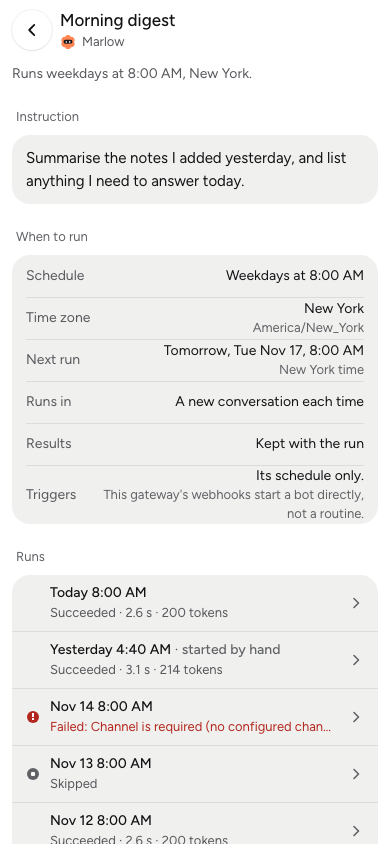 Morning digest
Marlow
Runs weekdays at 8:00 AM, New York.
Instruction
Summarise the notes I added yesterday, and list
anything I need to answer today.
When to run
Schedule
Weekdays at 8:00 AM
Time zone
New York
America/New_York
Next run
Tomorrow, Tue Nov 17, 8:00 AM
New York time
Runs in
A new conversation each time
Results
Kept with the run
Triggers
Its schedule only.
This gateway's webhooks start a bot directly,
not a routine.
Runs
Today 8:00 AM
Succeeded · 2.6 s · 200 tokens
Yesterday 4:40 AM · started by hand
Succeeded · 3.1 s · 214 tokens
Nov 14 8:00 AM
Failed: Channel is required (no configured chan...
Nov 13 8:00 AM
Skipped
Nov 12 8:00 AM
Succeeded · 2.6 s · 200 tokens